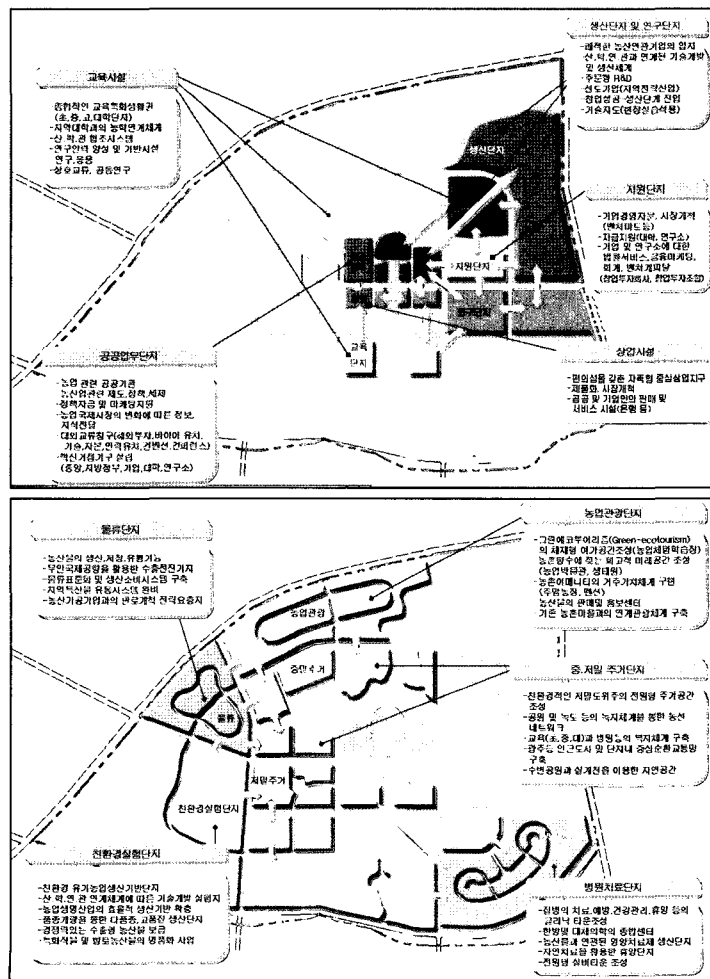 생산단지 및 연구단지
-쾌적한 농산연관기업의 입지
-산,학,연,관과 연계된 기술개발
및 생산체계
-주문형 R&D
-선도기업(지역전략산업)
-창업성공·생산단계 진입
-기술지도(현장실습적용)
교육시설
-종합적인 교육특화생활권
(초,중,고,대학단지)
-지역대학과의 농학연계체계
-산,학,관 협조시스템
-연구인력 양성 및 기반시설
연구,응용
-상호교류, 공동연구
생산단지
지원단지
-기업경영자문, 시장개척
(벤처마트등)
-자금지원(대학, 연구소)
-기업 및 연구소에 대한
법률서비스,금융마케팅,
회계, 벤처캐피탈
(창업투자회사, 창업투자조합)
지원단지
연구단지
교육
단지
공공업무단지
-농업 관련 공공기관
-농산업관련 제도,정책,세제
-정책자금 및 마케팅지원
-농업국제시장의 변화에 따른 정보,
지식전달
-대외교류창구(해외투자,바이어 유치,
기술,자본,인력유치,컨벤션,컨퍼런스)
-혁신거점기구 설립
(중앙,지방정부,기업,대학,연구소)
상업시설
-편의성을 갖춘 자족형 중심상업지구
-제품화, 시장개척
-공공 및 기업만의 판매 및
서비스 시설(은행 등)
물류단지
-농산물의 생산,저장,유통기능
-무안국제공항을 활용한 수출전진기지
-물류표준화 및 생산소비시스템 구축
-지역특산물 유통시스템 완비
-농산가공기업과의 판로개척 전략요충지
농업관광단지
-그린에코투어리즘(Green-ecotourism)
의 체재형 여가공간조성(농업체험학습장)
-농촌향수에 젖는 회고적 미래공간 조성
(농업박물관, 생태원)
-농촌어메니티의 거주가치체계 구현
(주말농장, 펜션)
-농산물의 판매및 홍보센터
-기존 농촌마을과의 연계관광체계 구축
농업관광
중밀주거
물류
저밀주거
친환경실험단지
중.저밀 주거단지
-친환경적인 저밀도위주의 전원형 주거공간
조성
-공원 및 녹도 등의 녹지체계를 통한 동선
네트워크
-교육(초,중,대)과 병원등의 복지체계 구축
-광주등 인근도시 및 단지내 중심순환교통망
구축
-수변공원과 실개천을 이용한 자연공간
친환경실험단지
-친환경 유기농업생산기반단지
-산,학,연,관 연계체계에 따른 기술개발 실험지
-농업생명산업의 효율적 생산기반 확충
-품종개량을 통한 다품종,고품질 생산단지
-경쟁력있는 수출형 농산물 보급
-특화작물 및 향토농산물의 명품화 사업
병원치료단지
-질병의 치료,예방,건강관리,휴양 등의
클리닉 타운조성
-한방및 대체의학의 종합센터
-농산품과 연관된 영양치료제 생산단지
-자연치료를 활용한 휴양단지
-전원형 실버타운 조성